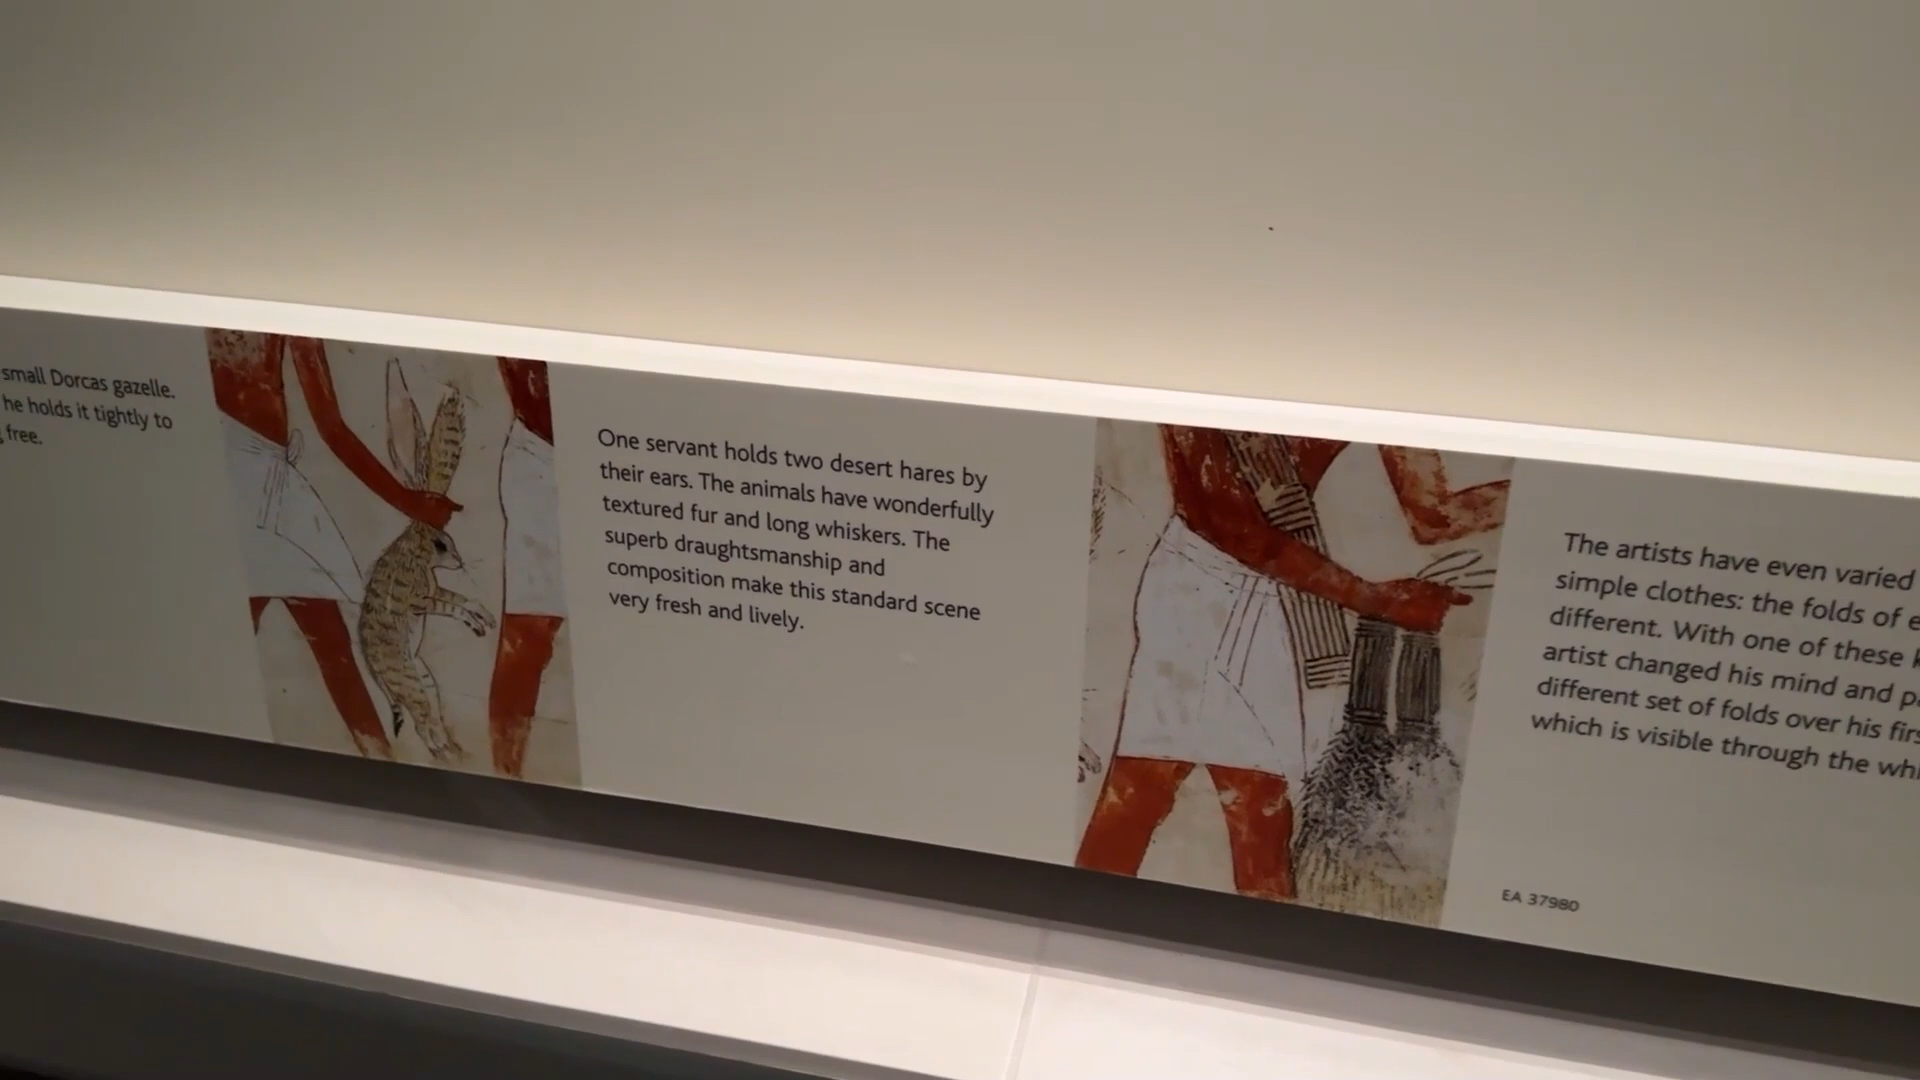 small Dorcas gazelle.
he holds it tightly to
free.
One servant holds two desert hares by
their ears. The animals have wonderfully
textured fur and long whiskers. The
superb draughtsmanship and
composition make this standard scene
very fresh and lively.
The artists have even varied
simple clothes: the folds of
different. With one of these
artist changed his mind and
different set of folds over his
which is visible through the
EA 37980